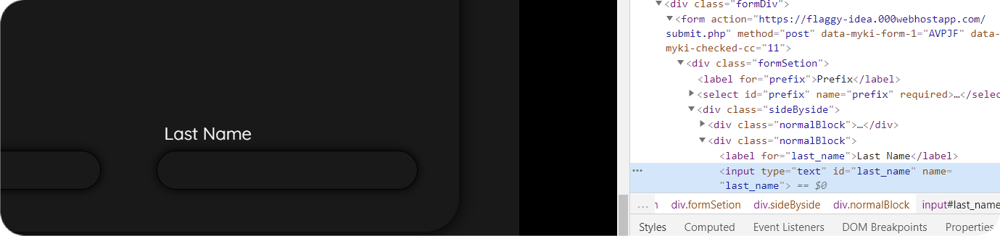 Last Name
<div class="formDiv">
<form action="https://flaggy-idea.000webhostapp.com/
submit.php" method="post" data-myki-form-1="AVPJF" data-
myki-checked-cc="11">
<div class="formSetion">
<label for="prefix">Prefix</label>
<select id="prefix" name="prefix" required>…</selec
<div class="sideByside">
<div class="normalBlock">…</div>
<div class="normalBlock">
<label for="last_name">Last Name</label>
<input type="text" id="last_name" name=
"last_name"> == $0
… div.formSetion div.sideByside div.normalBlock input#last_name
Styles Computed Event Listeners DOM Breakpoints Properties